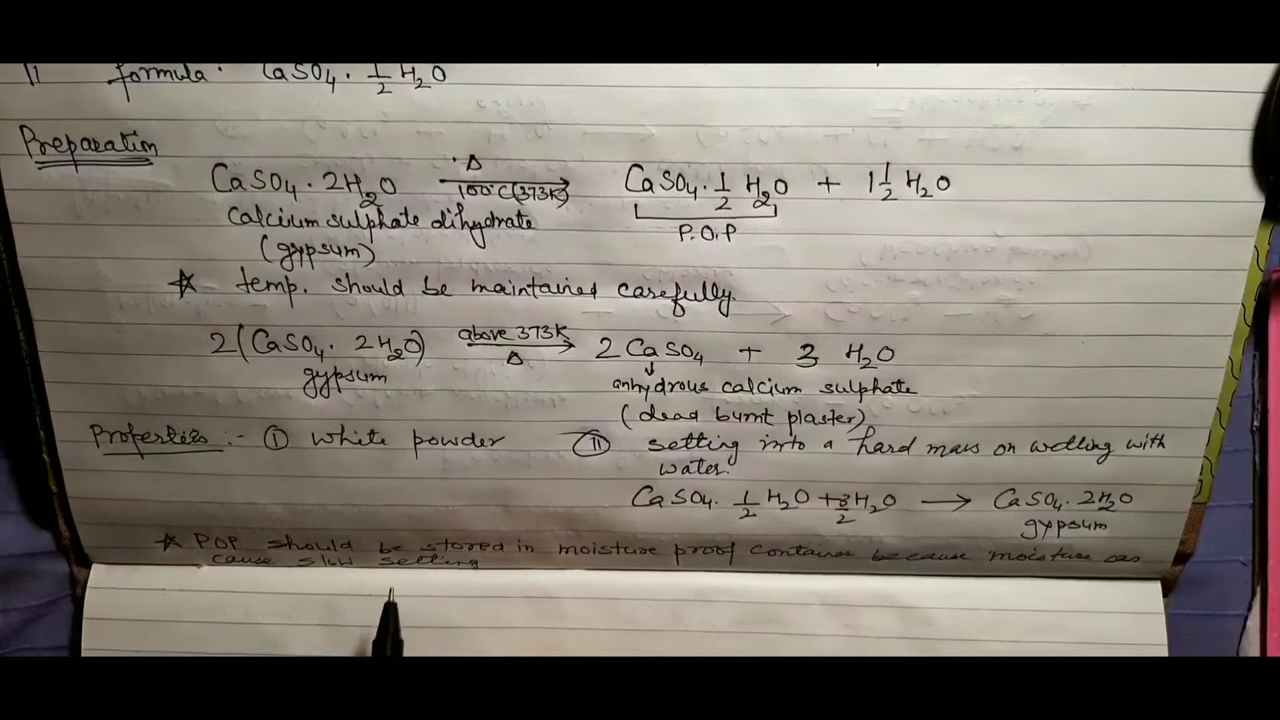 formula. CaSO4. 1/2 H2O
Preparation
CaSO4. 2H2O Δ 100°C(373K) → CaSO4. 1/2 H2O + 1 1/2 H2O
calcium sulphate dihydrate P.O.P
(gypsum)
☆ temp. should be maintained carefully.
2(CaSO4. 2H2O) above 373K Δ → 2 CaSO4 + 3 H2O
gypsum ↓ anhydrous calcium sulphate
(dead burnt plaster)
Properties :- ① white powder ② setting into a hard mass on wetting with
water.
CaSO4. 1/2 H2O + 3/2 H2O → CaSO4. 2H2O
gypsum
☆ POP should be stored in moisture proof container because moisture can
cause slow setting